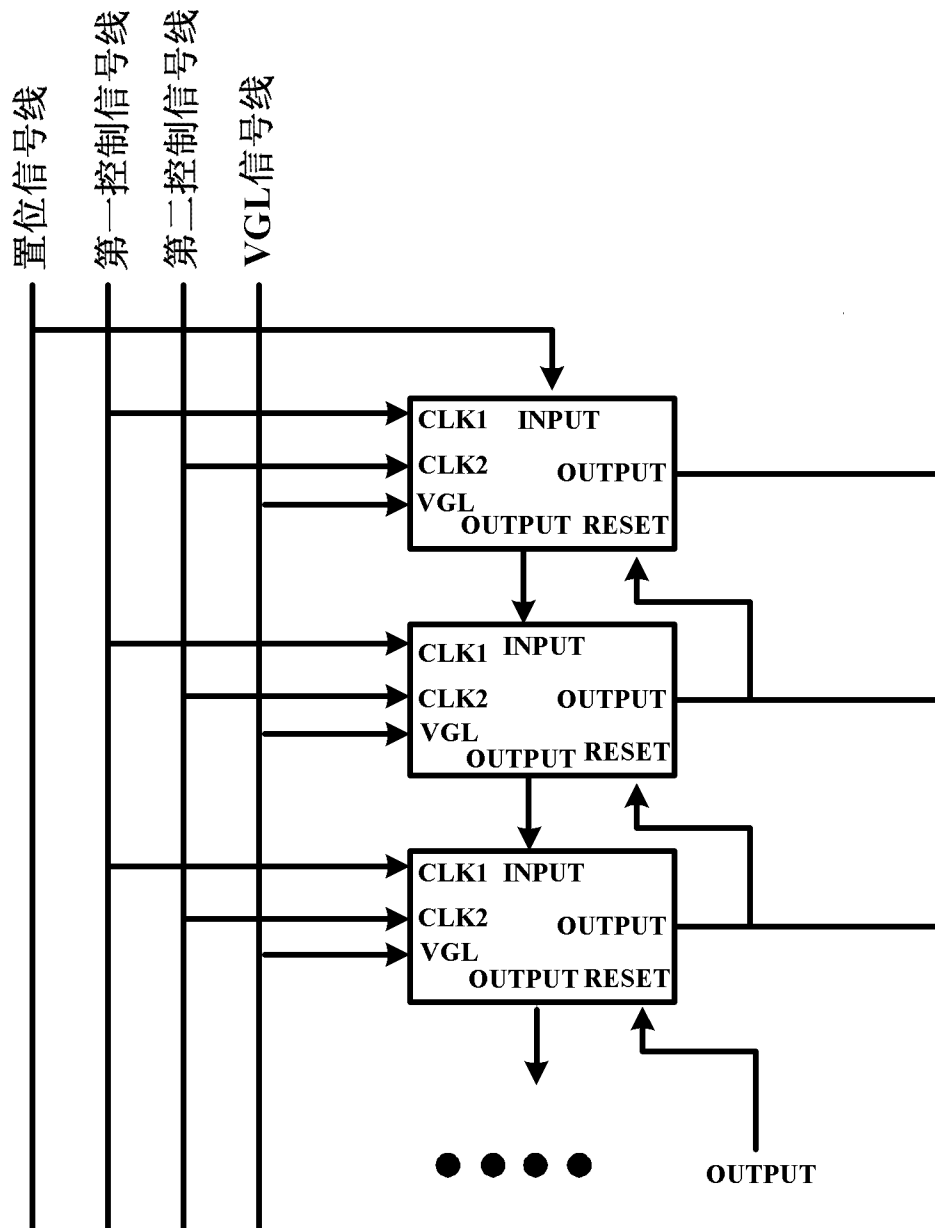 置位信号线
第一控制信号线
第二控制信号线
VGL信号线
CLK1 INPUT
CLK2 OUTPUT
VGL
OUTPUT RESET
CLK1 INPUT
CLK2 OUTPUT
VGL
OUTPUT RESET
CLK1 INPUT
CLK2 OUTPUT
VGL
OUTPUT RESET
OUTPUT